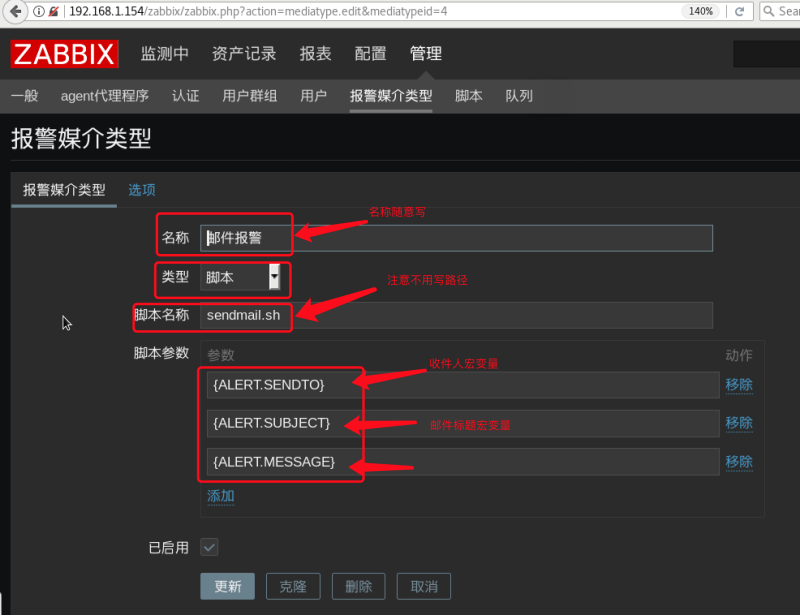 192.168.1.154/zabbix/zabbix.php?action=mediatype.edit&mediatypeid=4 140% Sear
ZABBIX 监测中 资产记录 报表 配置 管理
一般 agent代理程序 认证 用户群组 用户 报警媒介类型 脚本 队列
报警媒介类型
报警媒介类型 选项
名称随意写
名称 邮件报警
类型 脚本
注意不用写路径
脚本名称 sendmail.sh
脚本参数 参数 动作
收件人宏变量
{ALERT.SENDTO} 移除
{ALERT.SUBJECT} 邮件标题宏变量 移除
{ALERT.MESSAGE} 移除
添加
已启用
更新 克隆 删除 取消